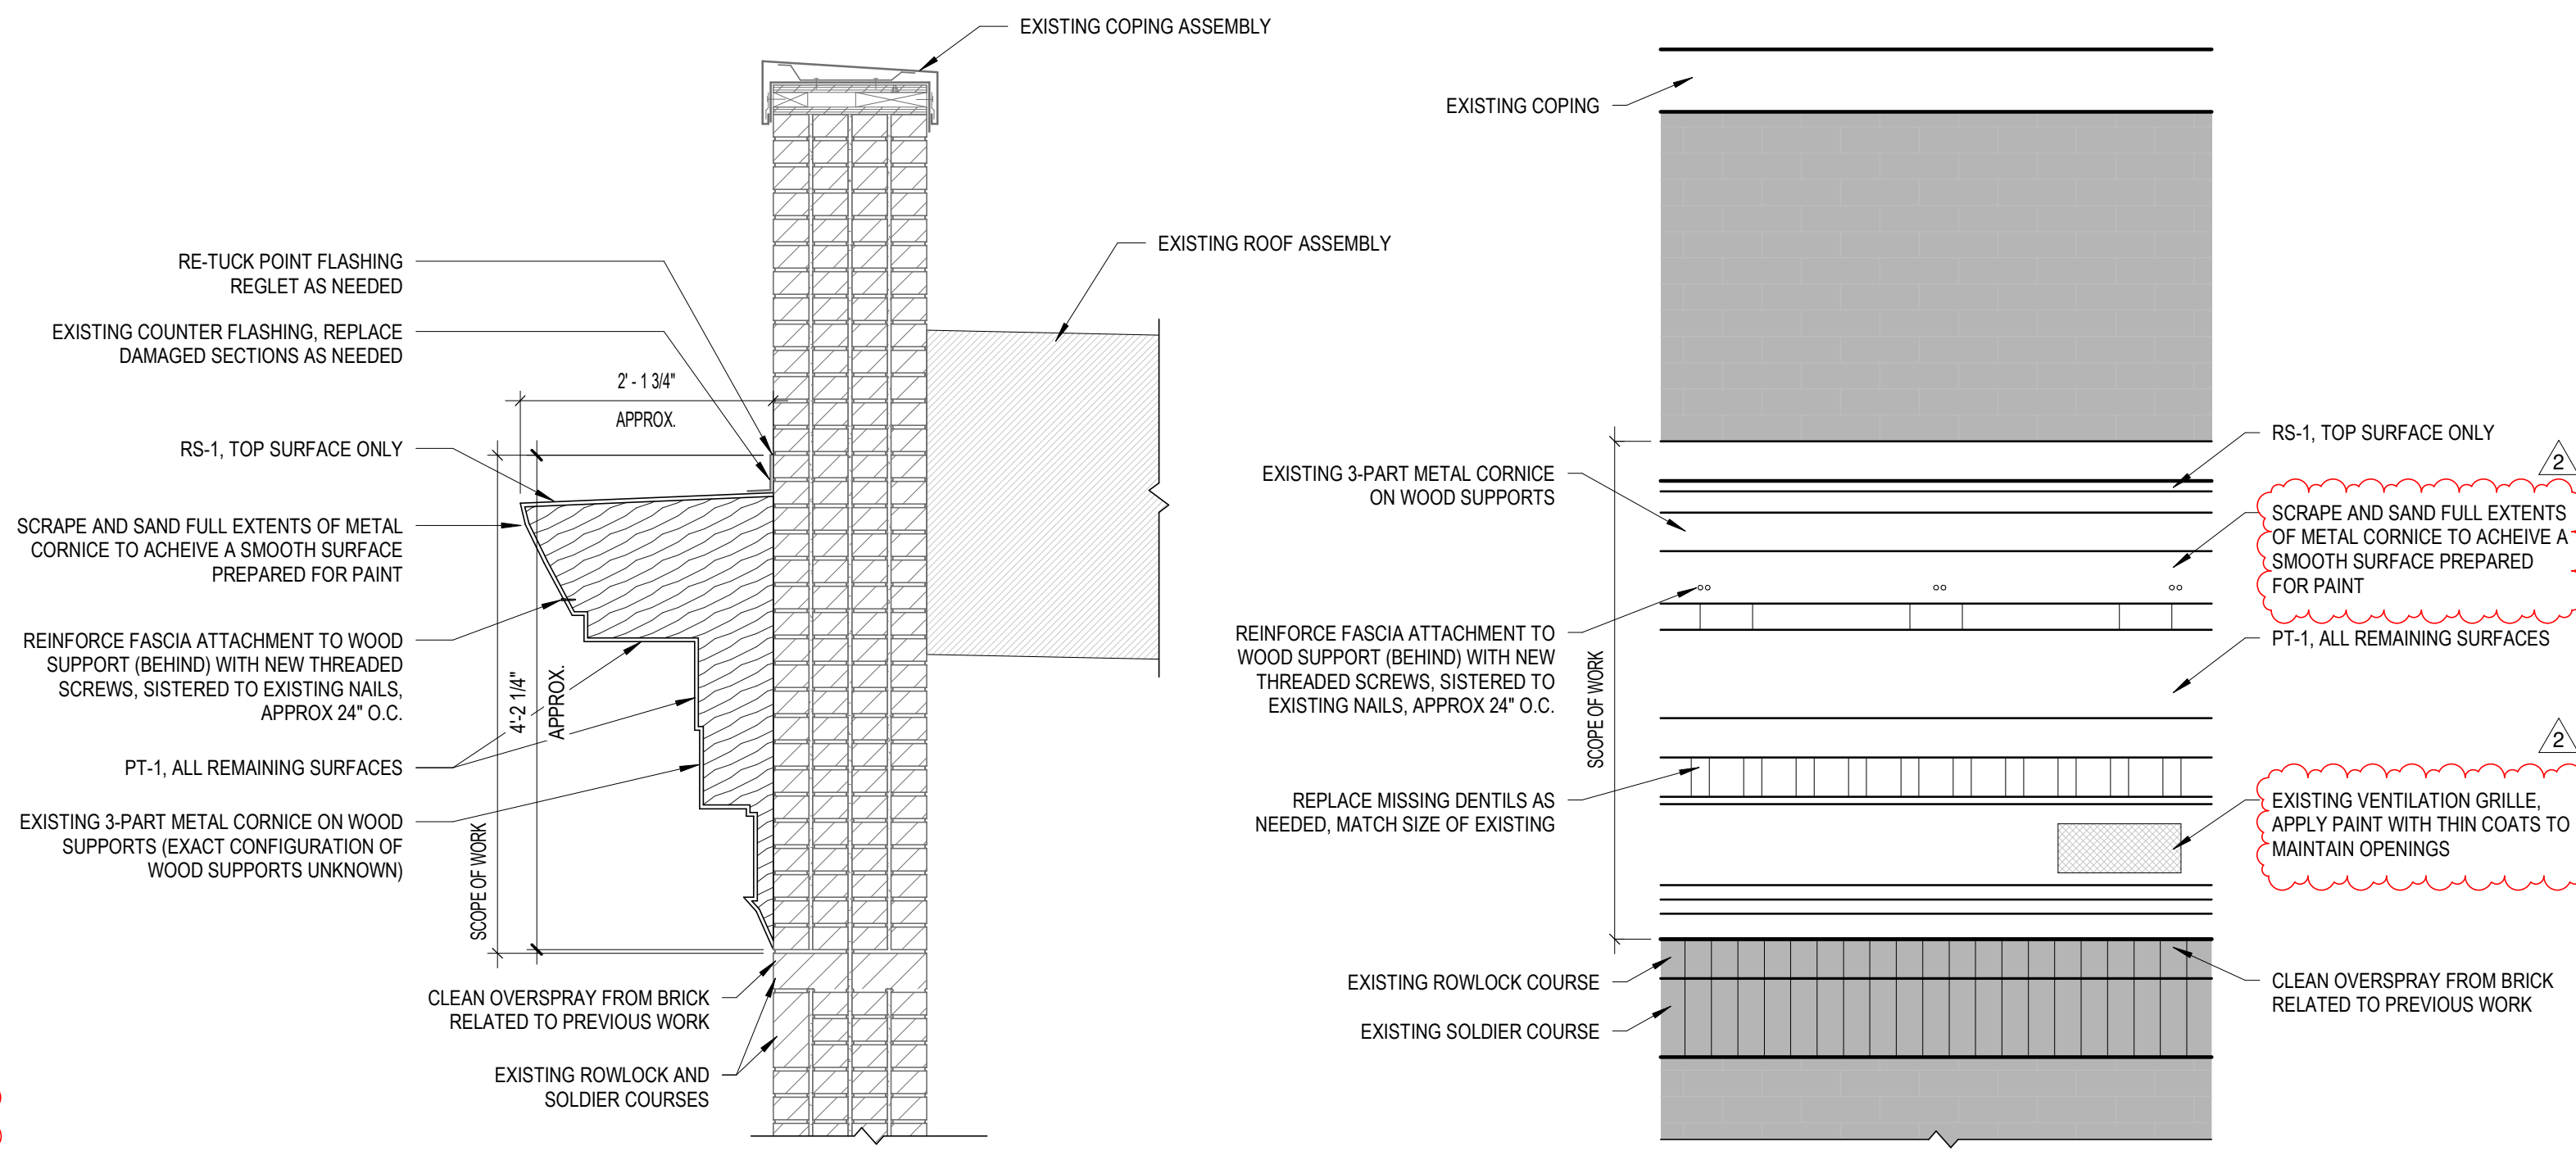 EXISTING COPING ASSEMBLY
RE-TUCK POINT FLASHING
REGLET AS NEEDED
EXISTING COUNTER FLASHING, REPLACE
DAMAGED SECTIONS AS NEEDED
EXISTING ROOF ASSEMBLY
2' - 1 3/4"
APPROX.
RS-1, TOP SURFACE ONLY
SCRAPE AND SAND FULL EXTENTS OF METAL
CORNICE TO ACHEIVE A SMOOTH SURFACE
PREPARED FOR PAINT
REINFORCE FASCIA ATTACHMENT TO WOOD
SUPPORT (BEHIND) WITH NEW THREADED
SCREWS, SISTERED TO EXISTING NAILS,
APPROX 24" O.C.
4'-2 1/4"
APPROX.
PT-1, ALL REMAINING SURFACES
EXISTING 3-PART METAL CORNICE ON WOOD
SUPPORTS (EXACT CONFIGURATION OF
WOOD SUPPORTS UNKNOWN)
SCOPE OF WORK
CLEAN OVERSPRAY FROM BRICK
RELATED TO PREVIOUS WORK
EXISTING ROWLOCK AND
SOLDIER COURSES
EXISTING COPING
EXISTING 3-PART METAL CORNICE
ON WOOD SUPPORTS
REINFORCE FASCIA ATTACHMENT TO
WOOD SUPPORT (BEHIND) WITH NEW
THREADED SCREWS, SISTERED TO
EXISTING NAILS, APPROX 24" O.C.
SCOPE OF WORK
REPLACE MISSING DENTILS AS
NEEDED, MATCH SIZE OF EXISTING
EXISTING ROWLOCK COURSE
EXISTING SOLDIER COURSE
RS-1, TOP SURFACE ONLY
2
SCRAPE AND SAND FULL EXTENTS
OF METAL CORNICE TO ACHEIVE A
SMOOTH SURFACE PREPARED
FOR PAINT
PT-1, ALL REMAINING SURFACES
2
EXISTING VENTILATION GRILLE,
APPLY PAINT WITH THIN COATS TO
MAINTAIN OPENINGS
CLEAN OVERSPRAY FROM BRICK
RELATED TO PREVIOUS WORK